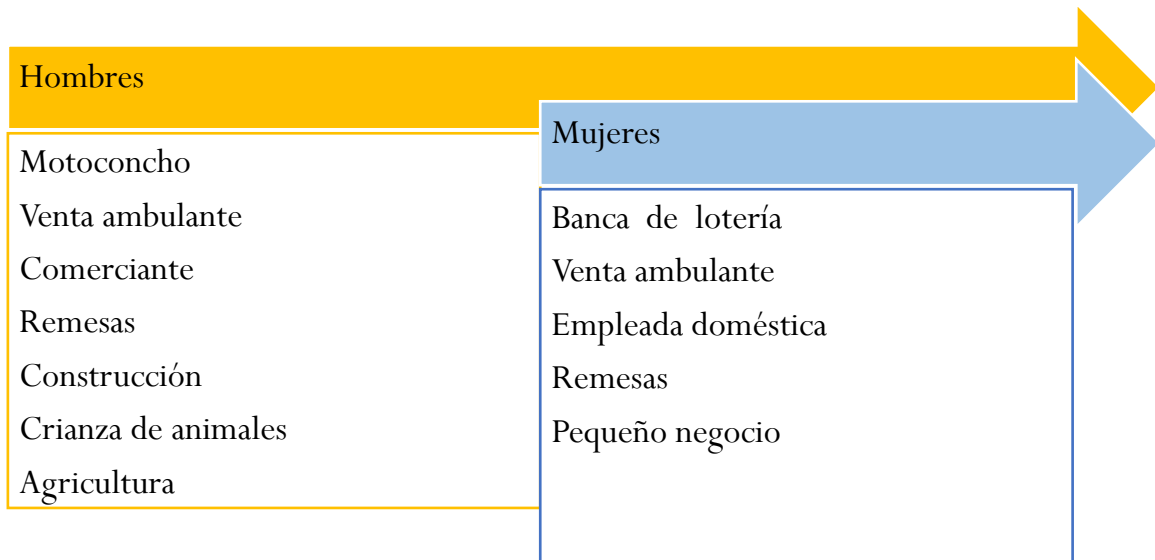 Hombres
Motoconcho
Venta ambulante
Comerciante
Remesas
Construcción
Crianza de animales
Agricultura
Mujeres
Banca de lotería
Venta ambulante
Empleada doméstica
Remesas
Pequeño negocio